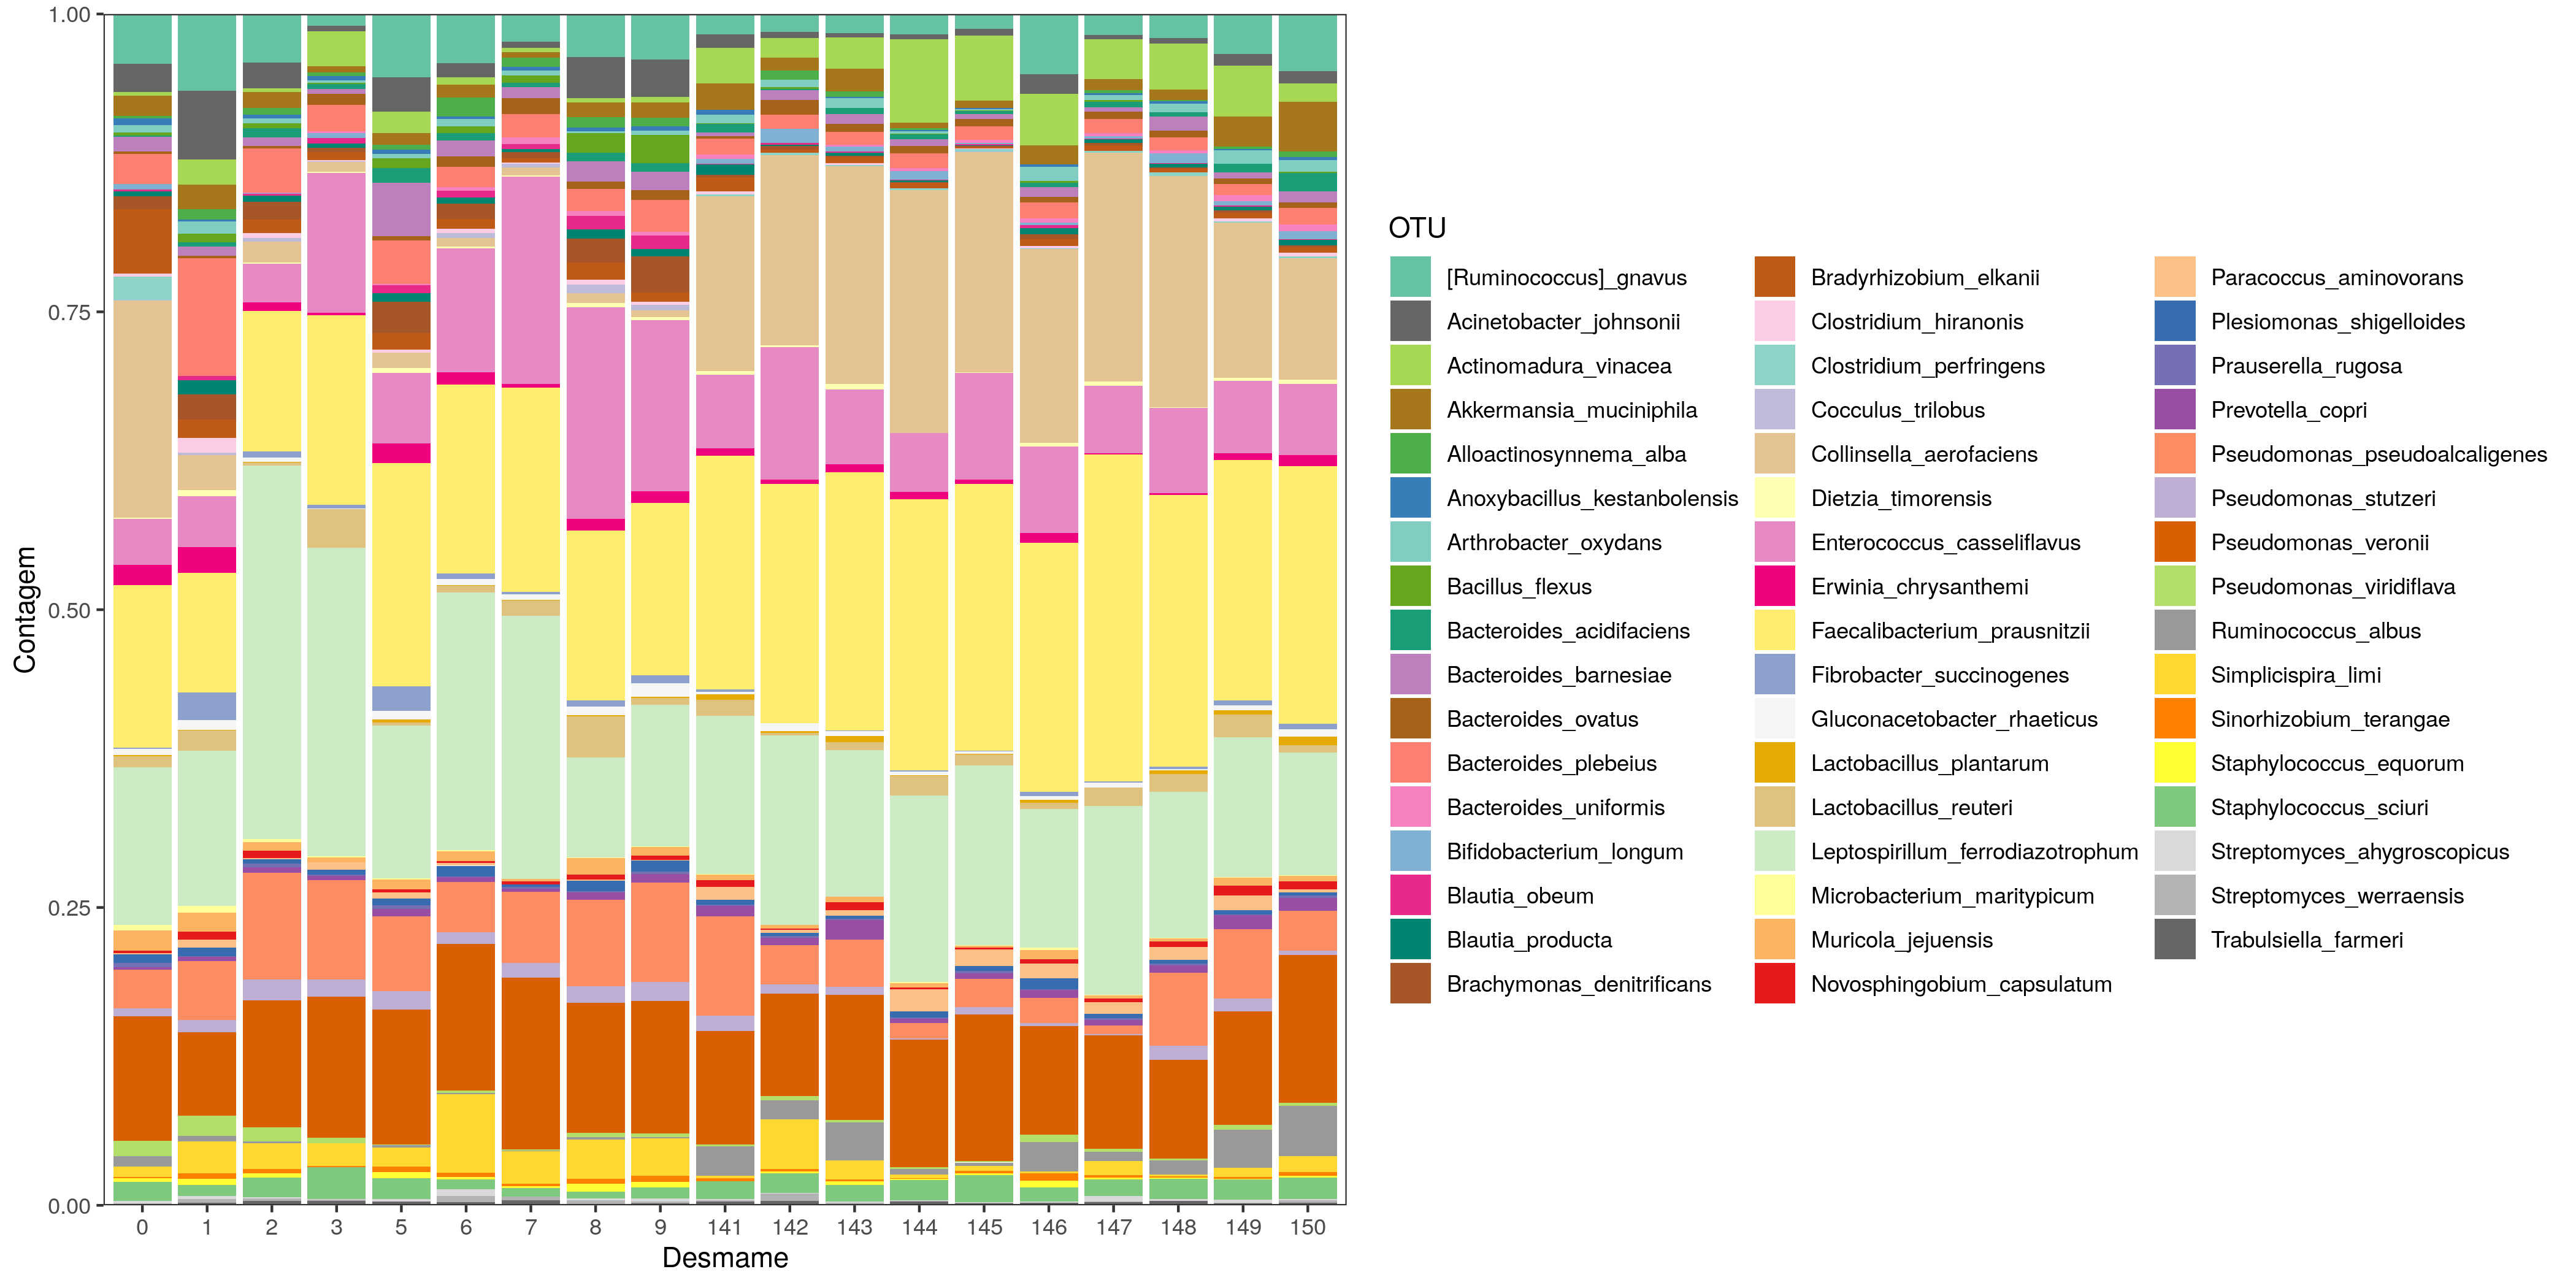 1.00
0.75
0.50
0.25
0.00
Contagem
0 1 2 3 5 6 7 8 9 141 142 143 144 145 146 147 148 149 150
Desmame
OTU
[Ruminococcus]_gnavus
Acinetobacter_johnsonii
Actinomadura_vinacea
Akkermansia_muciniphila
Alloactinosynnema_alba
Anoxybacillus_kestanbolensis
Arthrobacter_oxydans
Bacillus_flexus
Bacteroides_acidifaciens
Bacteroides_barnesiae
Bacteroides_ovatus
Bacteroides_plebeius
Bacteroides_uniformis
Bifidobacterium_longum
Blautia_obeum
Blautia_producta
Brachymonas_denitrificans
Bradyrhizobium_elkanii
Clostridium_hiranonis
Clostridium_perfringens
Cocculus_trilobus
Collinsella_aerofaciens
Dietzia_timorensis
Enterococcus_casseliflavus
Erwinia_chrysanthemi
Faecalibacterium_prausnitzii
Fibrobacter_succinogenes
Gluconacetobacter_rhaeticus
Lactobacillus_plantarum
Lactobacillus_reuteri
Leptospirillum_ferrodiazotrophum
Microbacterium_maritypicum
Muricola_jejuensis
Novosphingobium_capsulatum
Paracoccus_aminovorans
Plesiomonas_shigelloides
Prauserella_rugosa
Prevotella_copri
Pseudomonas_pseudoalcaligenes
Pseudomonas_stutzeri
Pseudomonas_veronii
Pseudomonas_viridiflava
Ruminococcus_albus
Simplicispira_limi
Sinorhizobium_terangae
Staphylococcus_equorum
Staphylococcus_sciuri
Streptomyces_ahygroscopicus
Streptomyces_werraensis
Trabulsiella_farmeri